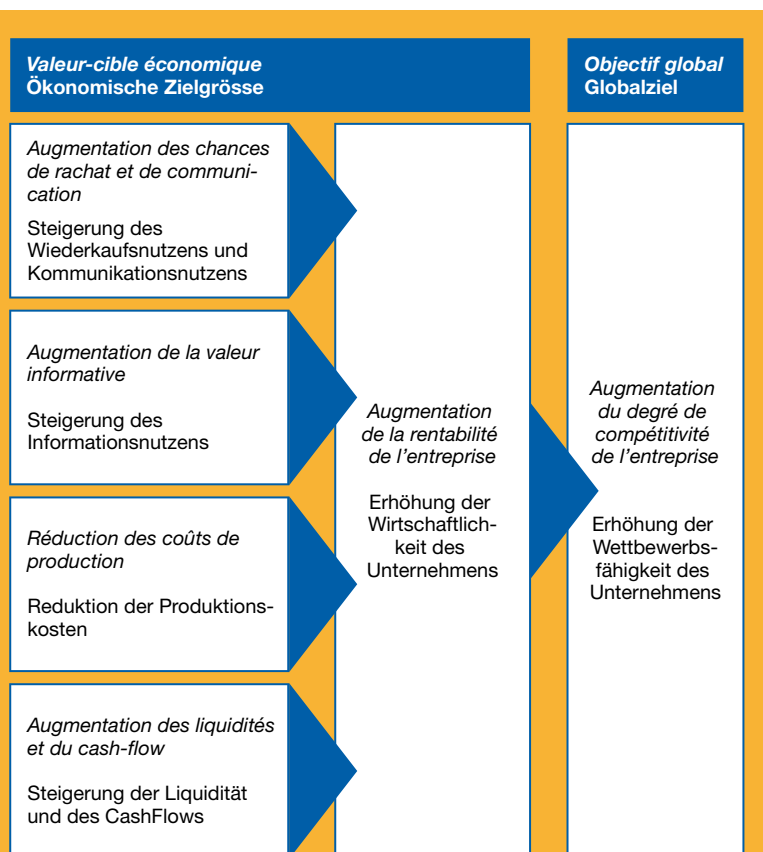 Valeur-cible économique
Ökonomische Zielgrösse
Objectif global
Globalziel
Augmentation des chances
de rachat et de communi-
cation
Steigerung des
Wiederkaufsnutzens und
Kommunikationsnutzens
Augmentation de la valeur
informative
Steigerung des
Informationsnutzens
Réduction des coûts de
production
Reduktion der Produktions-
kosten
Augmentation des liquidités
et du cash-flow
Steigerung der Liquidität
und des CashFlows
Augmentation
de la rentabilité
de l'entreprise
Erhöhung der
Wirtschaftlich-
keit des
Unternehmens
Augmentation
du degré de
compétitivité
de l'entreprise
Erhöhung der
Wettbewerbs-
fähigkeit des
Unternehmens